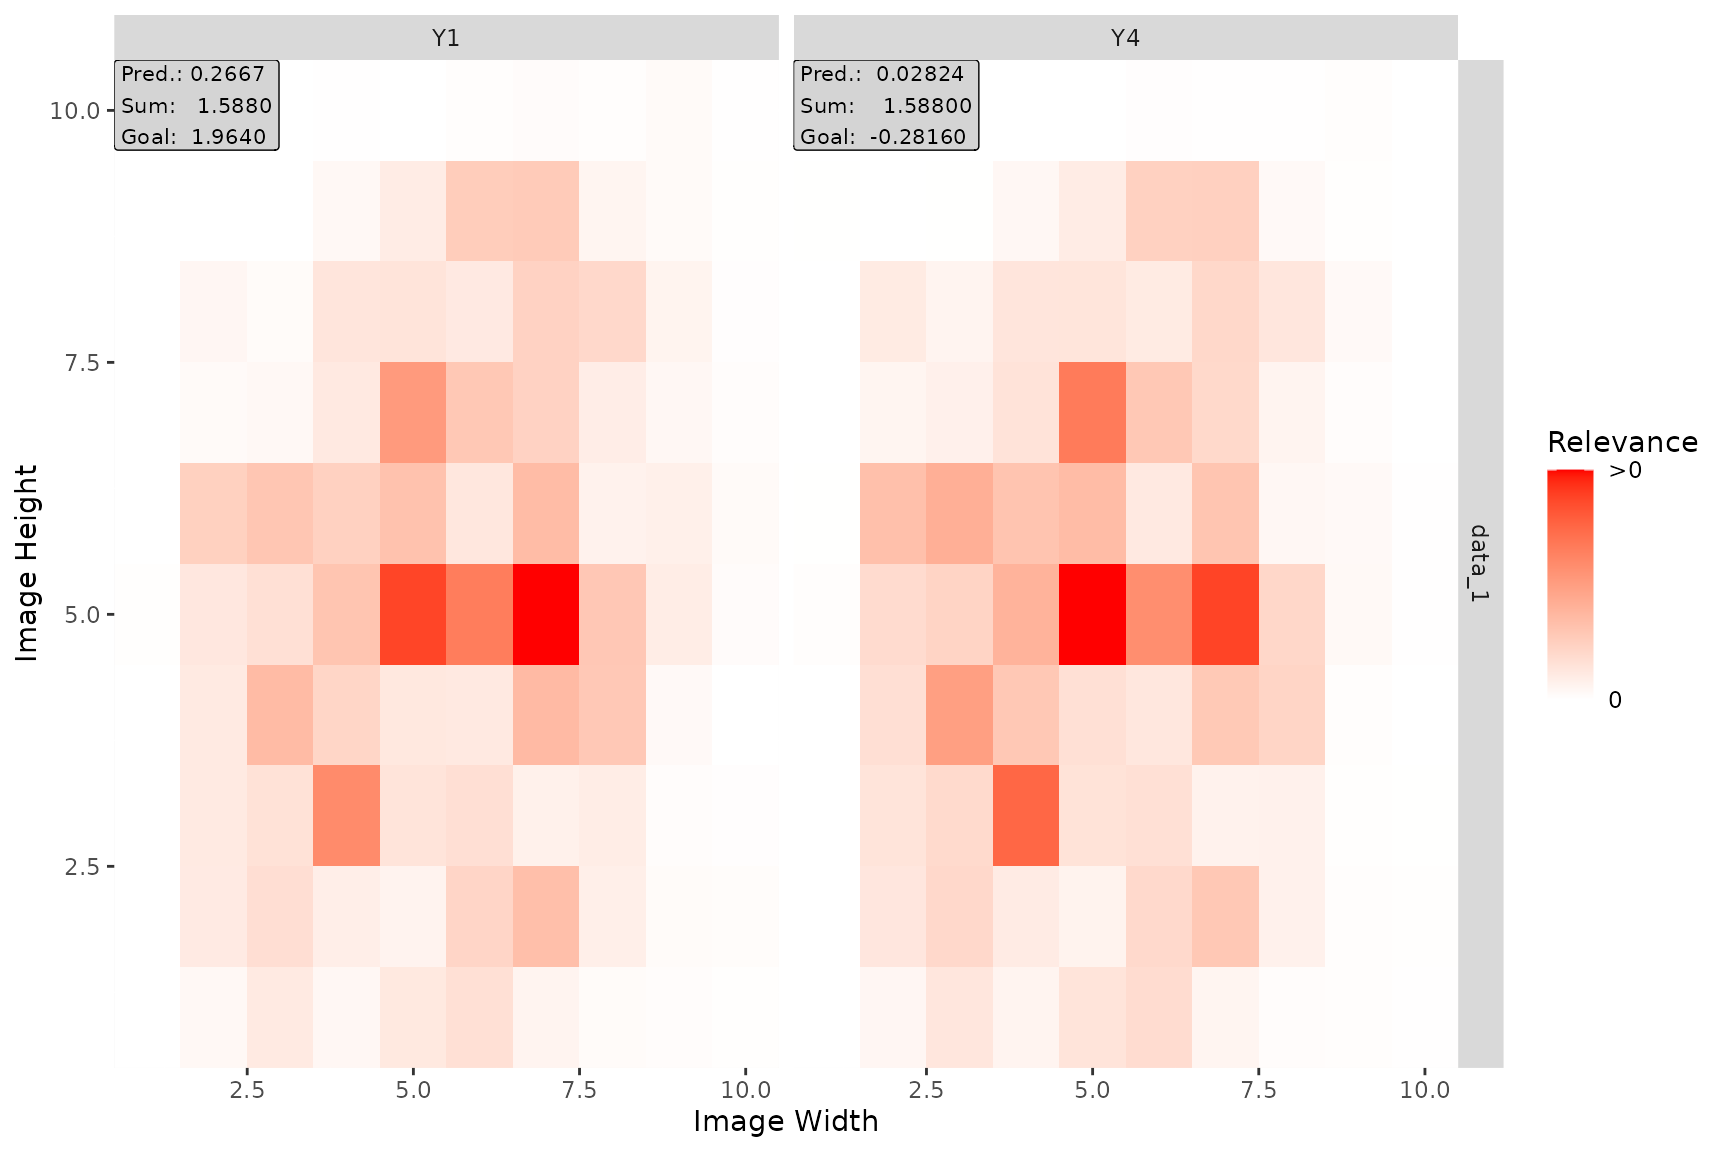 Y1
Y4
Pred.: 0.2667
Sum: 1.5880
Goal: 1.9640
Pred.: 0.02824
Sum: 1.58800
Goal: -0.28160
10.0
7.5
5.0
2.5
Image Height
data_1
Relevance
>0
0
2.5 5.0 7.5 10.0
2.5 5.0 7.5 10.0
Image Width